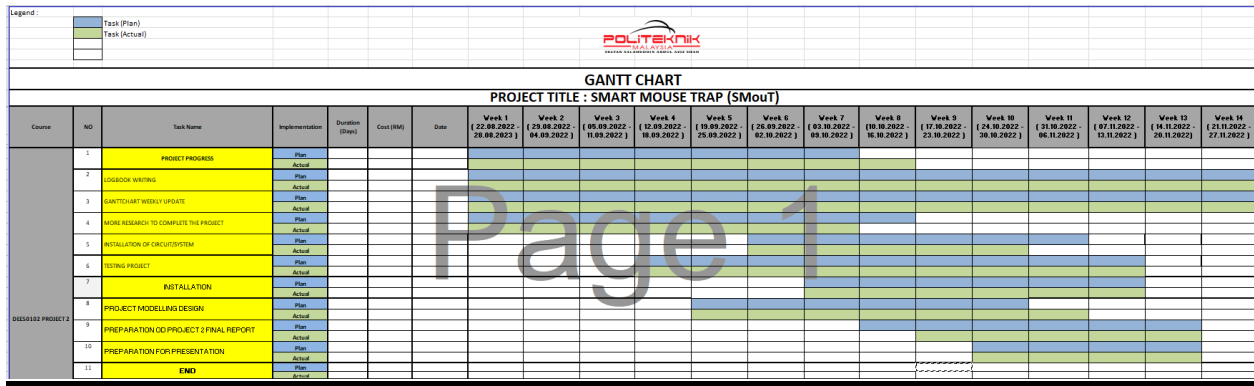 Legend :
Task (Plan)
Task (Actual)
POLITEKNIK
MALAYSIA
SULTAN SALAHUDDIN ABDUL AZIZ SHAH
GANTT CHART
PROJECT TITLE : SMART MOUSE TRAP (SMouT)
Course NO Task Name Implementation Duration (Days) Cost (RM) Date
Week 1 ( 22.08.2022 - 28.08.2023 )
Week 2 ( 29.08.2022 - 04.09.2022 )
Week 3 ( 05.09.2022 - 11.09.2022 )
Week 4 ( 12.09.2022 - 18.09.2022 )
Week 5 ( 19.09.2022 - 25.09.2022 )
Week 6 ( 26.09.2022 - 02.10.2022 )
Week 7 ( 03.10.2022 - 09.10.2022 )
Week 8 (10.10.2022 - 16.10.2022 )
Week 9 ( 17.10.2022 - 23.10.2022 )
Week 10 ( 24.10.2022 - 30.10.2022 )
Week 11 ( 31.10.2022 - 06.11.2022 )
Week 12 ( 07.11.2022 - 13.11.2022 )
Week 13 ( 14.11.2022 - 20.11.2022)
Week 14 ( 21.11.2022 - 27.11.2022 )
DEE50102 PROJECT 2
1 PROJECT PROGRESS Plan
Actual
2 LOGBOOK WRITING Plan
Actual
3 GANTTCHART WEEKLY UPDATE Plan
Actual
4 MORE RESEARCH TO COMPLETE THE PROJECT Plan
Actual
5 INSTALLATION OF CIRCUIT/SYSTEM Plan
Actual
6 TESTING PROJECT Plan
Actual
7 INSTALLATION Plan
Actual
8 PROJECT MODELLING DESIGN Plan
Actual
9 PREPARATION OD PROJECT 2 FINAL REPORT Plan
Actual
10 PREPARATION FOR PRESENTATION Plan
Actual
11 END Plan
Actual
Page 1